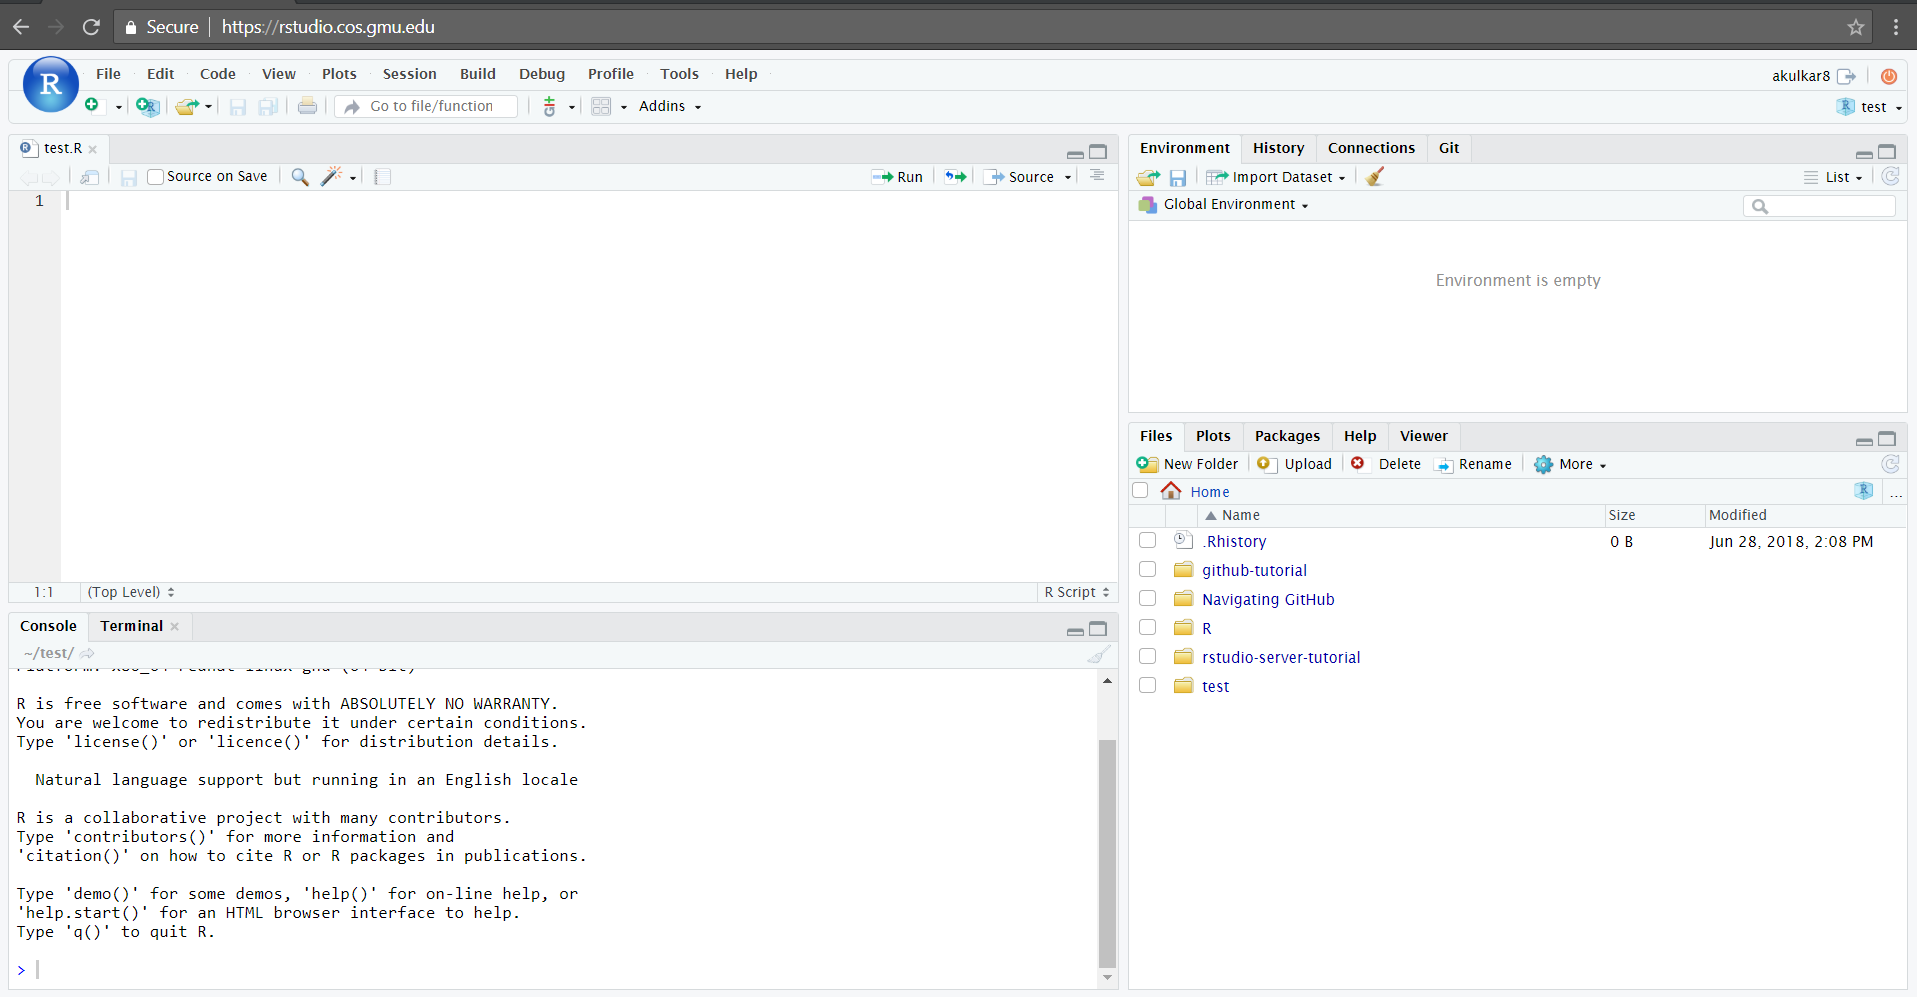 Secure https://rstudio.cos.gmu.edu
R File Edit Code View Plots Session Build Debug Profile Tools Help
akulkar8
Go to file/function Addins
test
test.R
Source on Save Run Source
1
1:1 (Top Level) R Script
Console Terminal
~/test/
R is free software and comes with ABSOLUTELY NO WARRANTY.
You are welcome to redistribute it under certain conditions.
Type 'license()' or 'licence()' for distribution details.
Natural language support but running in an English locale
R is a collaborative project with many contributors.
Type 'contributors()' for more information and
'citation()' on how to cite R or R packages in publications.
Type 'demo()' for some demos, 'help()' for on-line help, or
'help.start()' for an HTML browser interface to help.
Type 'q()' to quit R.
>
Environment History Connections Git
Import Dataset List
Global Environment
Environment is empty
Files Plots Packages Help Viewer
New Folder Upload Delete Rename More
Home ...
Name Size Modified
.Rhistory 0 B Jun 28, 2018, 2:08 PM
github-tutorial
Navigating GitHub
R
rstudio-server-tutorial
test